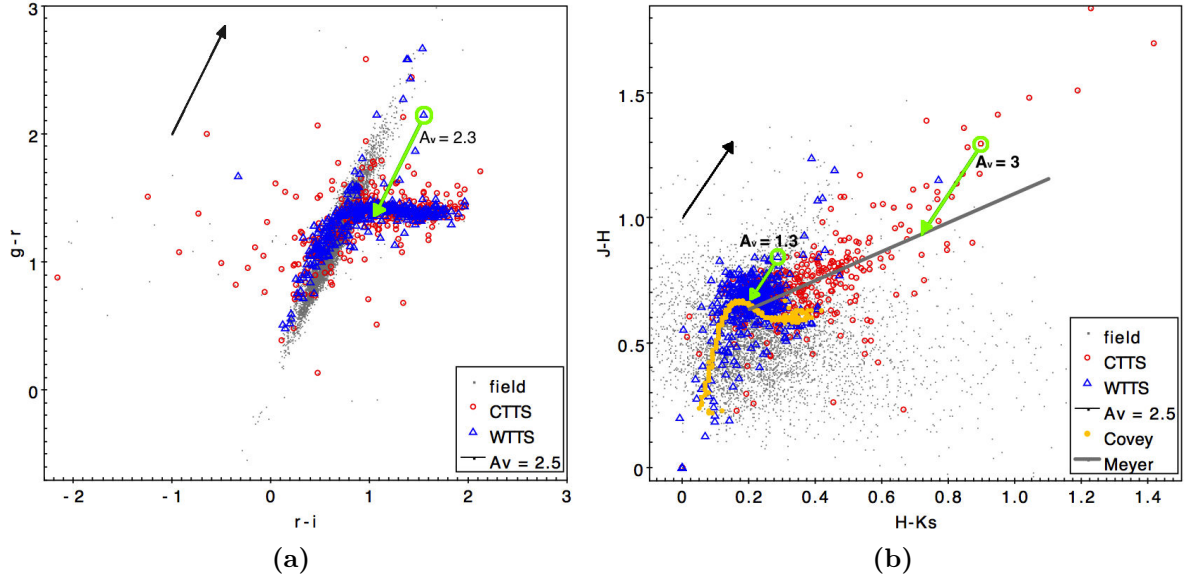 3
2
1
0
g - r
- 2
- 1
0
1
2
3
r - i
Av = 2.3
field
CTTS
WTTS
Av = 2.5
(a)
1.5
1.0
0.5
0
J-H
0
0.2
0.4
0.6
0.8
1.0
1.2
1.4
H-Ks
Av = 3
Av = 1.3
field
CTTS
WTTS
Av = 2.5
Covey
Meyer
(b)